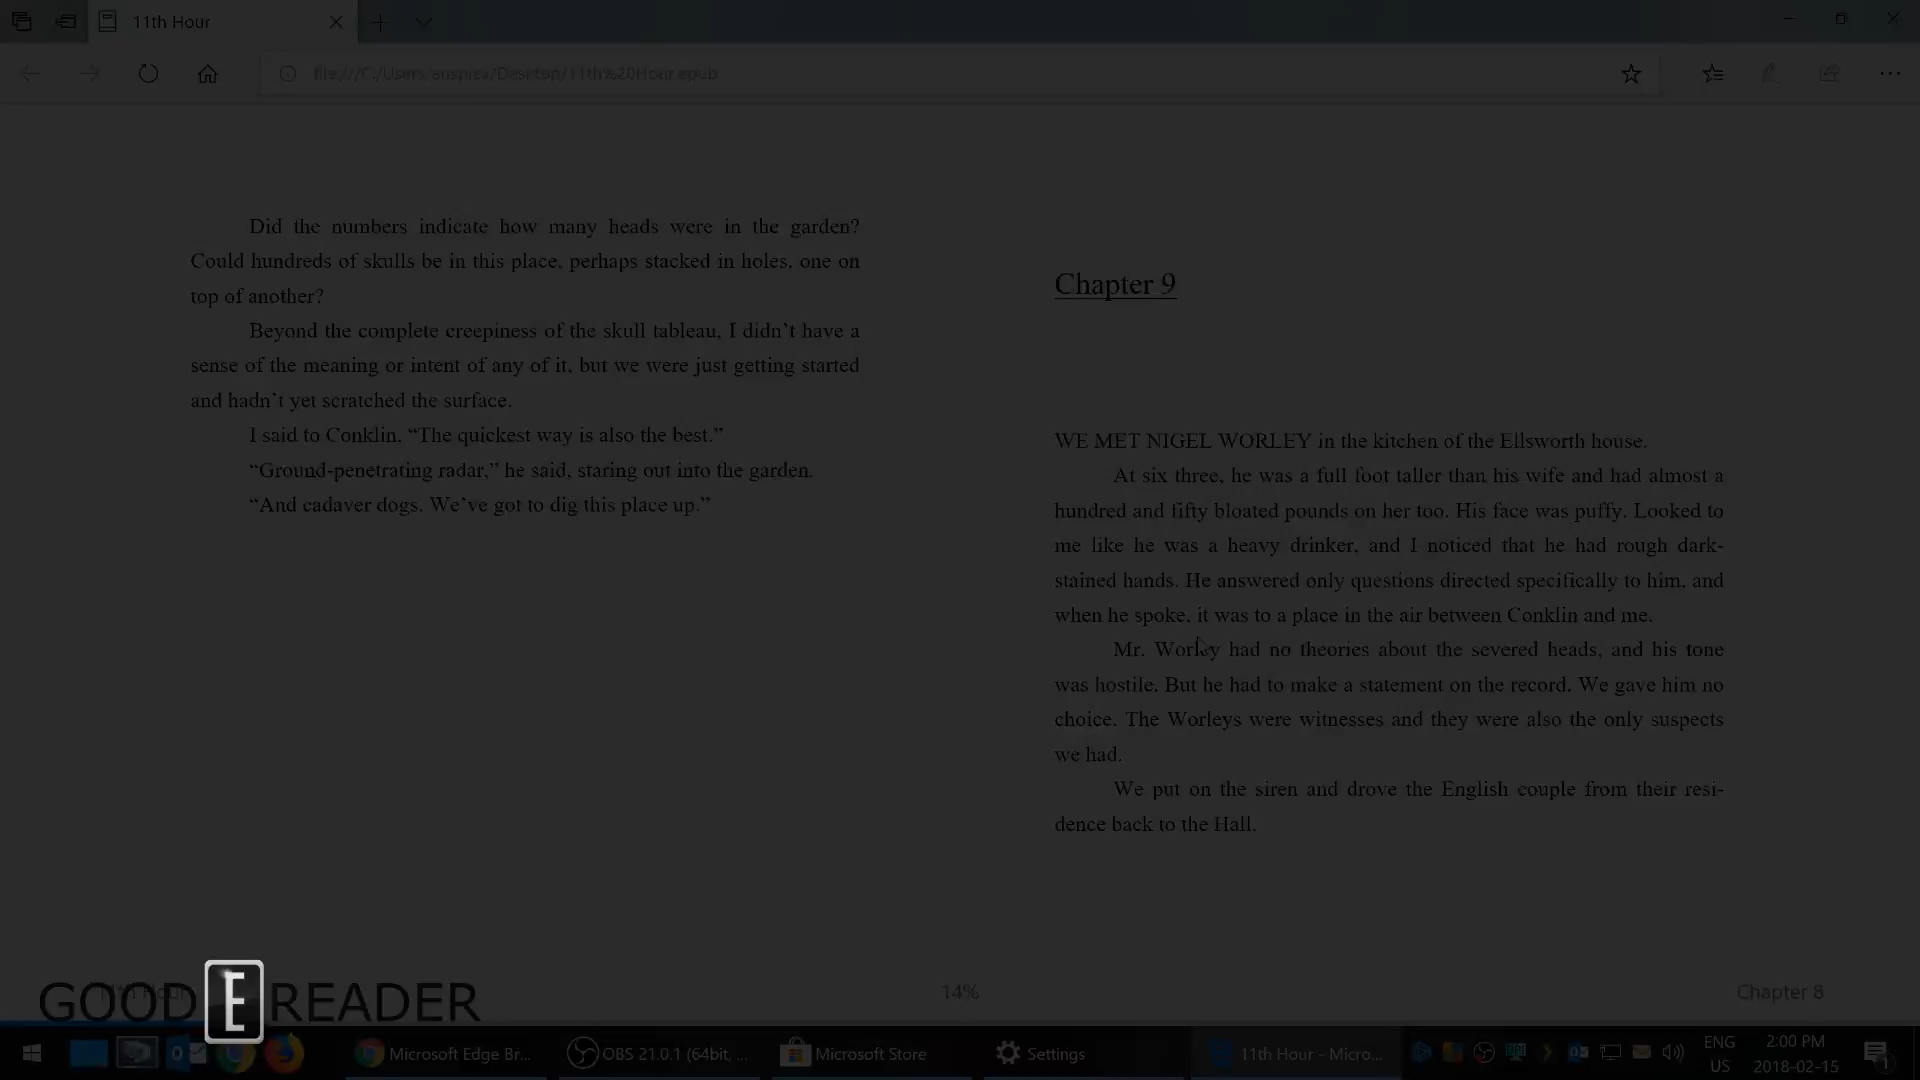 11th Hour
file:///C:/Users/auspiex/Desktop/11th%20Hour.epub
Did the numbers indicate how many heads were in the garden?
Could hundreds of skulls be in this place, perhaps stacked in holes, one on
top of another?
Beyond the complete creepiness of the skull tableau, I didn’t have a
sense of the meaning or intent of any of it, but we were just getting started
and hadn’t yet scratched the surface.
I said to Conklin, “The quickest way is also the best.”
“Ground-penetrating radar,” he said, staring out into the garden.
“And cadaver dogs. We’ve got to dig this place up.”
Chapter 9
WE MET NIGEL WORLEY in the kitchen of the Ellsworth house.
At six three, he was a full foot taller than his wife and had almost a
hundred and fifty bloated pounds on her too. His face was puffy. Looked to
me like he was a heavy drinker, and I noticed that he had rough dark-
stained hands. He answered only questions directed specifically to him, and
when he spoke, it was to a place in the air between Conklin and me.
Mr. Worley had no theories about the severed heads, and his tone
was hostile. But he had to make a statement on the record. We gave him no
choice. The Worleys were witnesses and they were also the only suspects
we had.
We put on the siren and drove the English couple from their resi-
dence back to the Hall.
11th Hour
14%
Chapter 8
GOOD E READER
Microsoft Edge Br...
OBS 21.0.1 (64bit, ...
Microsoft Store
Settings
11th Hour - Micro...
ENG
US
2:00 PM
2018-02-15
1